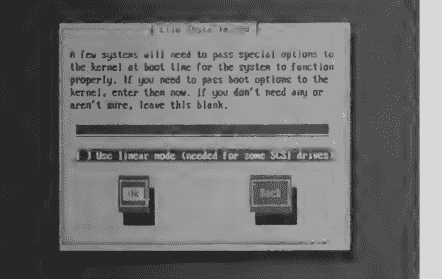 A few systems will need to pass special options to
the kernel at boot time for the system to function
properly. If you need to pass boot options to the
kernel, enter them now. If you don't need any or
aren't sure, leave this blank.
[ ] Use linear mode (needed for some SCSI drives)
Ok
Back